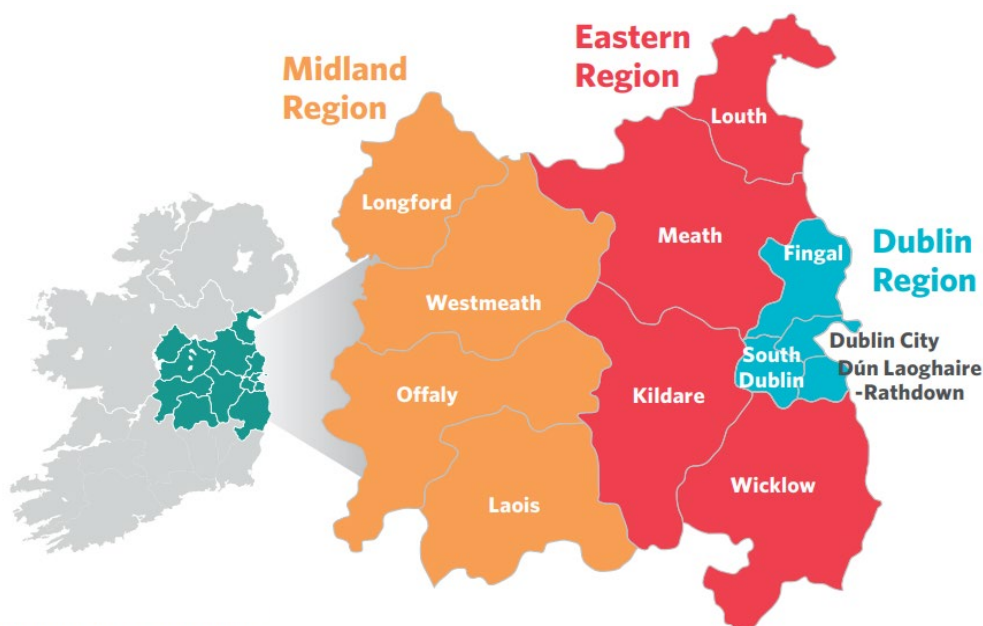 Midland
Region
Eastern
Region
Louth
Longford
Meath
Fingal
Dublin
Region
Westmeath
Dublin City
South
Dublin
Dún Laoghaire
-Rathdown
Offaly
Kildare
Wicklow
Laois